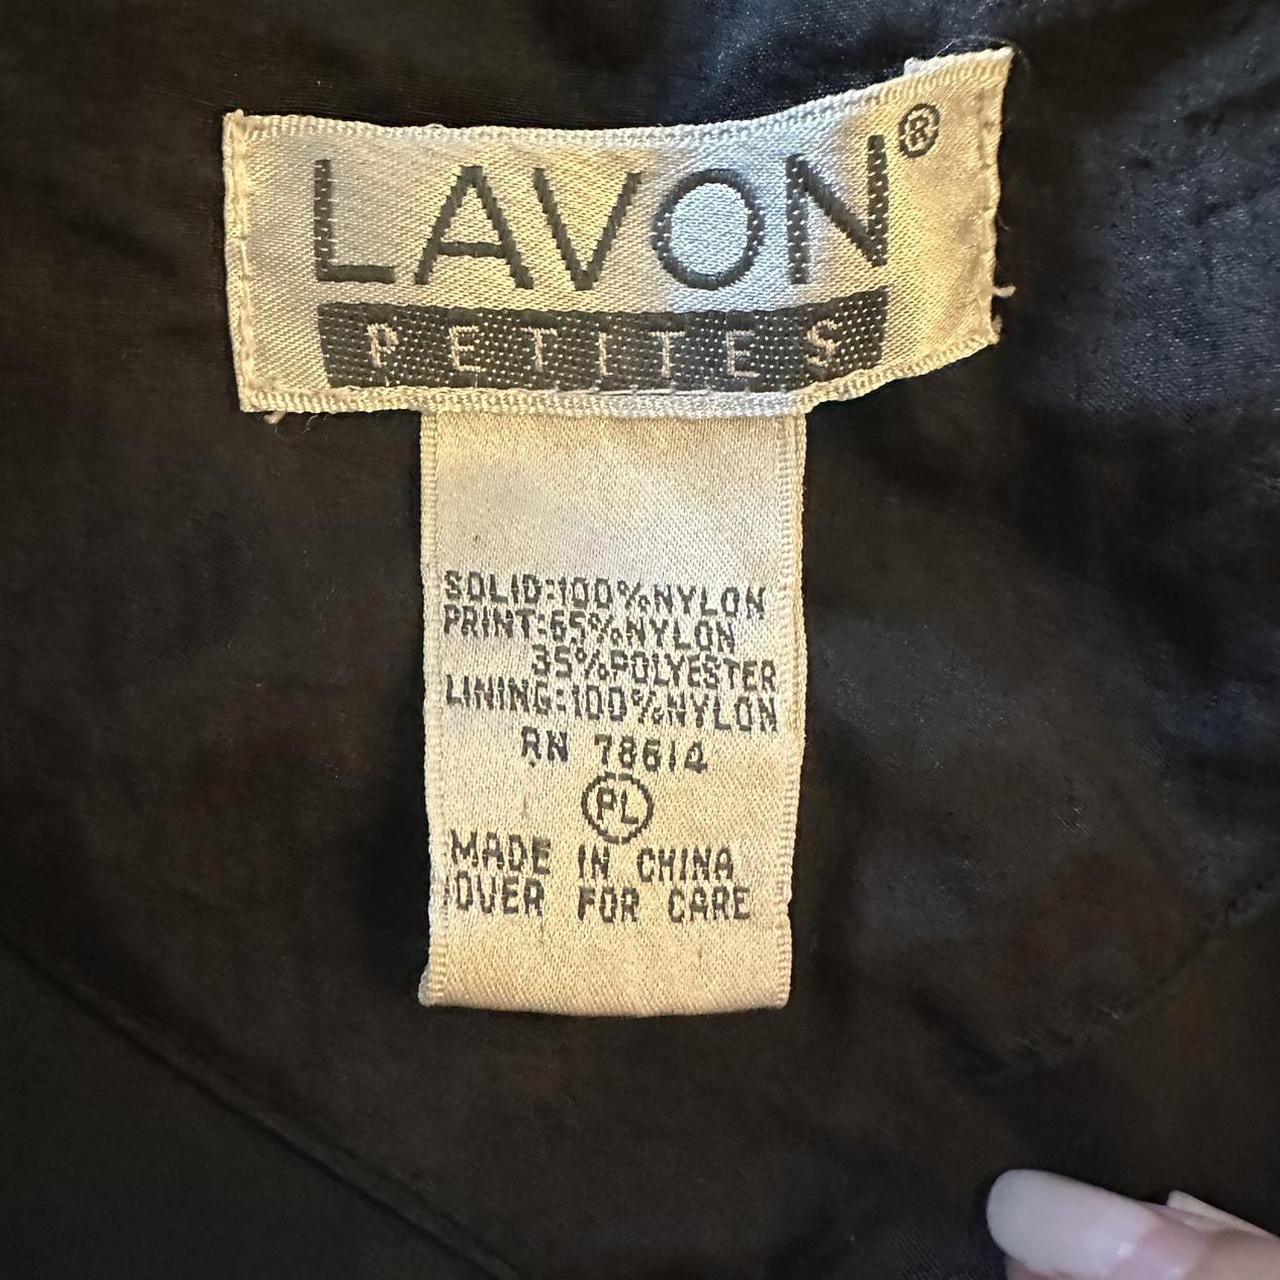 LAVON®
PETITES
SOLID:100%NYLON
PRINT:65%NYLON
35%POLYESTER
LINING:100%NYLON
RN 78614
PL
MADE IN CHINA
OVER FOR CARE